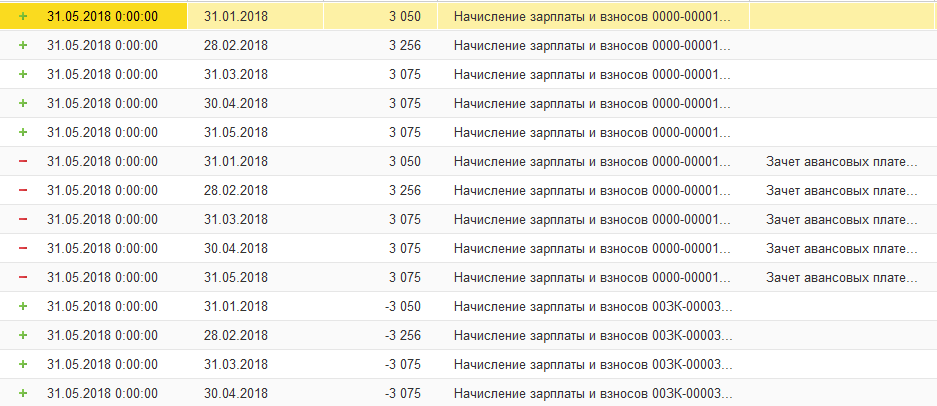 + 31.05.2018 0:00:00 31.01.2018 3 050 Начисление зарплаты и взносов 0000-00001...
+ 31.05.2018 0:00:00 28.02.2018 3 256 Начисление зарплаты и взносов 0000-00001...
+ 31.05.2018 0:00:00 31.03.2018 3 075 Начисление зарплаты и взносов 0000-00001...
+ 31.05.2018 0:00:00 30.04.2018 3 075 Начисление зарплаты и взносов 0000-00001...
+ 31.05.2018 0:00:00 31.05.2018 3 075 Начисление зарплаты и взносов 0000-00001...
− 31.05.2018 0:00:00 31.01.2018 3 050 Начисление зарплаты и взносов 0000-00001... Зачет авансовых плате...
− 31.05.2018 0:00:00 28.02.2018 3 256 Начисление зарплаты и взносов 0000-00001... Зачет авансовых плате...
− 31.05.2018 0:00:00 31.03.2018 3 075 Начисление зарплаты и взносов 0000-00001... Зачет авансовых плате...
− 31.05.2018 0:00:00 30.04.2018 3 075 Начисление зарплаты и взносов 0000-00001... Зачет авансовых плате...
− 31.05.2018 0:00:00 31.05.2018 3 075 Начисление зарплаты и взносов 0000-00001... Зачет авансовых плате...
+ 31.05.2018 0:00:00 31.01.2018 -3 050 Начисление зарплаты и взносов 00ЗК-00003...
+ 31.05.2018 0:00:00 28.02.2018 -3 256 Начисление зарплаты и взносов 00ЗК-00003...
+ 31.05.2018 0:00:00 31.03.2018 -3 075 Начисление зарплаты и взносов 00ЗК-00003...
+ 31.05.2018 0:00:00 30.04.2018 -3 075 Начисление зарплаты и взносов 00ЗК-00003...